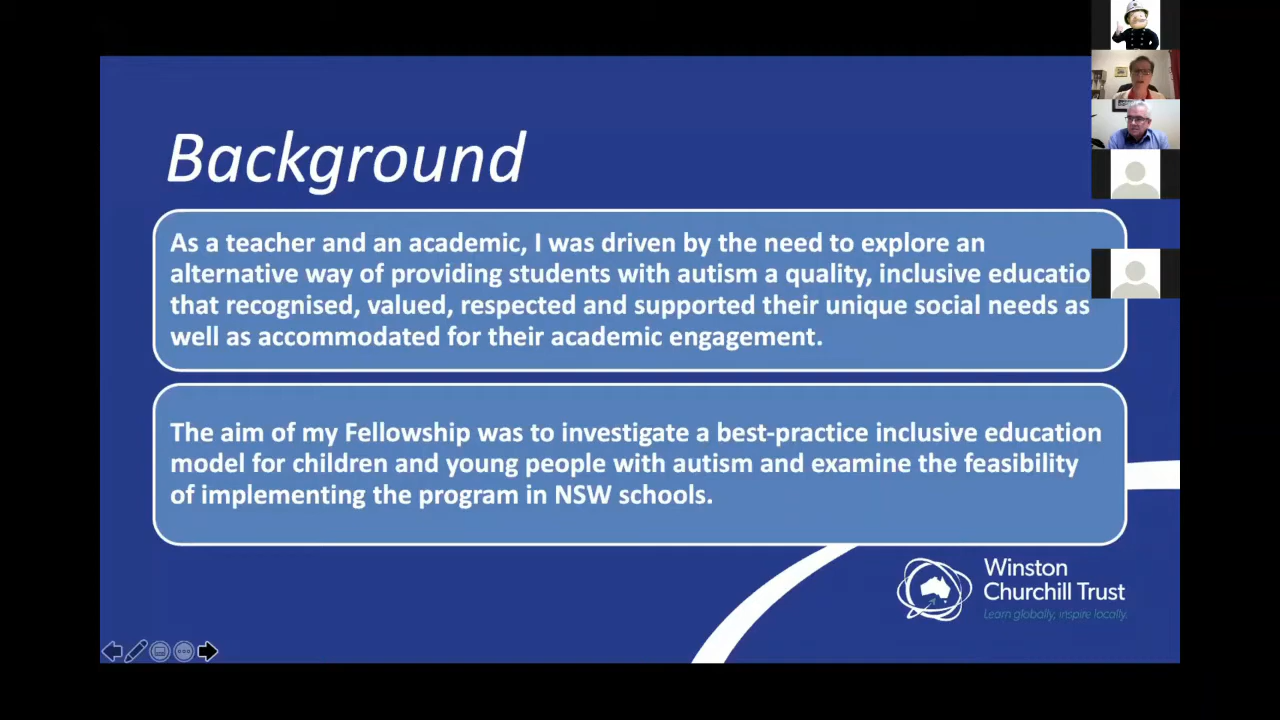 Background
As a teacher and an academic, I was driven by the need to explore an
alternative way of providing students with autism a quality, inclusive educatio
that recognised, valued, respected and supported their unique social needs as
well as accommodated for their academic engagement.
The aim of my Fellowship was to investigate a best-practice inclusive education
model for children and young people with autism and examine the feasibility
of implementing the program in NSW schools.
Winston
Churchill Trust
Learn globally, inspire locally.